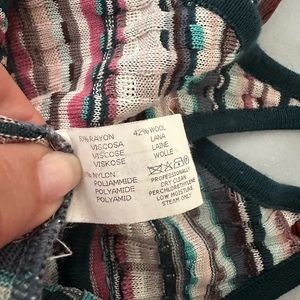 RAYON
VISCOSA
VISCOSE
VISKOSE
NYLON
POLIAMMIDE
POLYAMIDE
POLYAMID
42% WOOL
LANA
LAINE
WOLLE
PROFESSIONALLY
DRY CLEAN
PERCHLORETHYLENE
LOW MOISTURE
STEAM ONLY